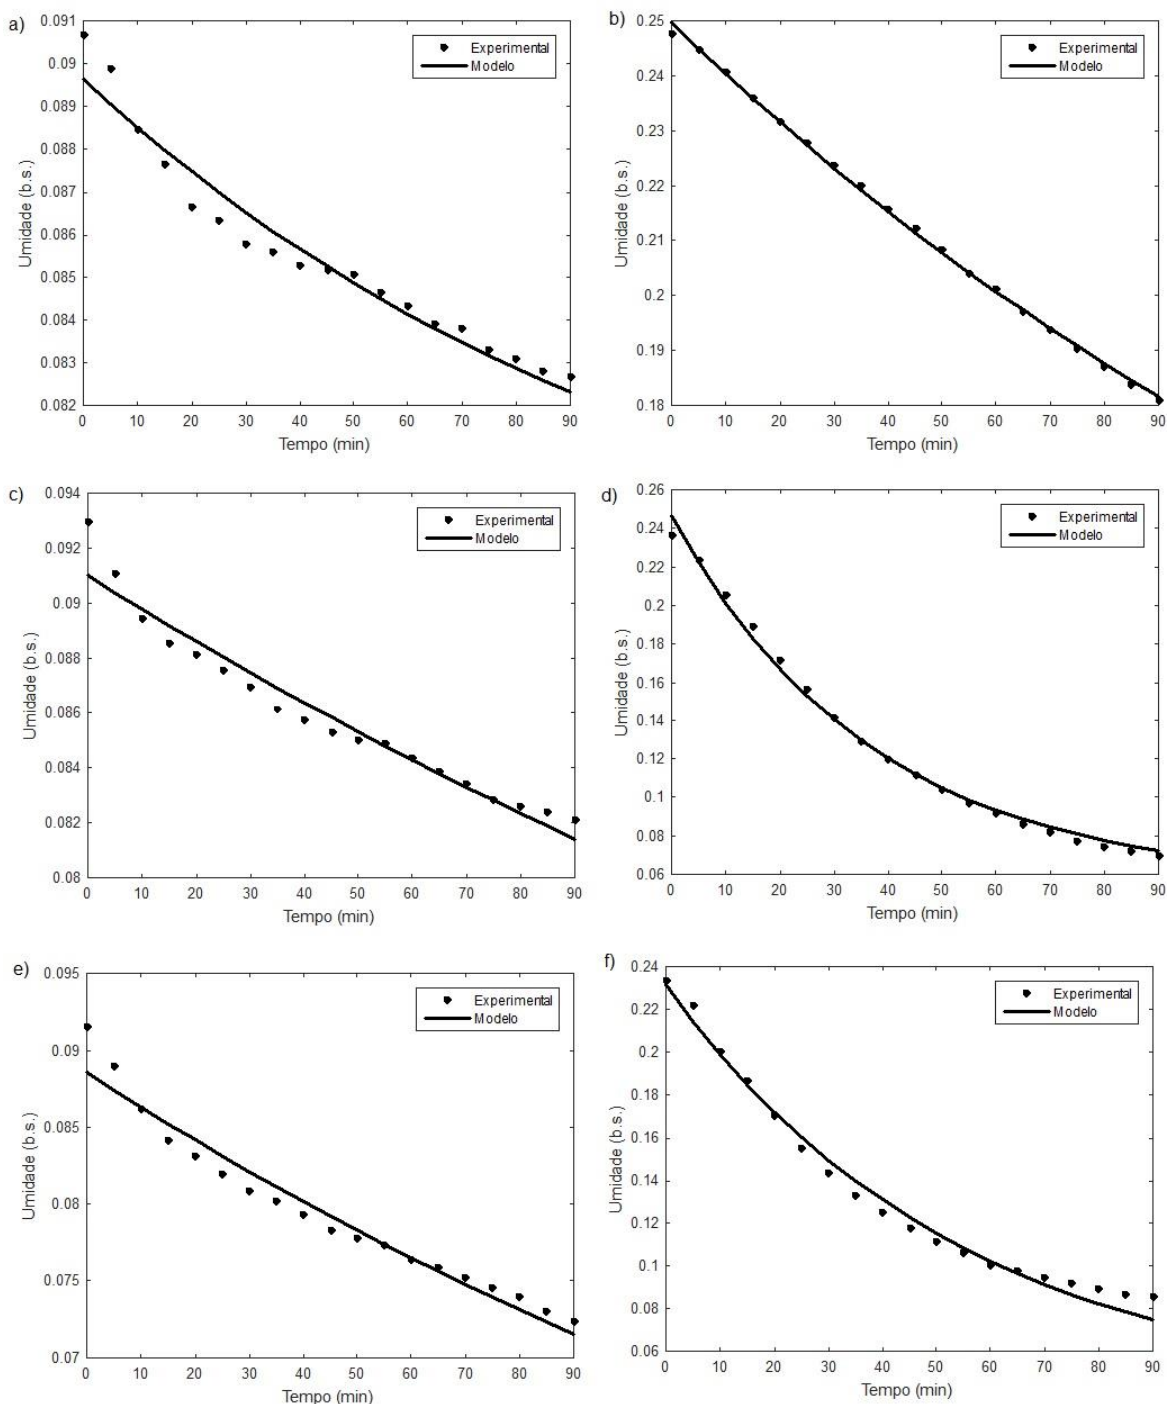 a)
0.091
0.09
0.089
0.088
0.087
0.086
0.085
0.084
0.083
0.082
Umidade (b.s.)
Experimental
Modelo
0 10 20 30 40 50 60 70 80 90
Tempo (min)
b)
0.25
0.24
0.23
0.22
0.21
0.2
0.19
0.18
Umidade (b.s.)
Experimental
Modelo
0 10 20 30 40 50 60 70 80 90
Tempo (min)
c)
0.094
0.092
0.09
0.088
0.086
0.084
0.082
0.08
Umidade (b.s.)
Experimental
Modelo
0 10 20 30 40 50 60 70 80 90
Tempo (min)
d)
0.26
0.24
0.22
0.2
0.18
0.16
0.14
0.12
0.1
0.08
0.06
Umidade (b.s.)
Experimental
Modelo
0 10 20 30 40 50 60 70 80 90
Tempo (min)
e)
0.095
0.09
0.085
0.08
0.075
0.07
Umidade (b.s.)
Experimental
Modelo
0 10 20 30 40 50 60 70 80 90
Tempo (min)
f)
0.24
0.22
0.2
0.18
0.16
0.14
0.12
0.1
0.08
0.06
Umidade (b.s.)
Experimental
Modelo
0 10 20 30 40 50 60 70 80 90
Tempo (min)